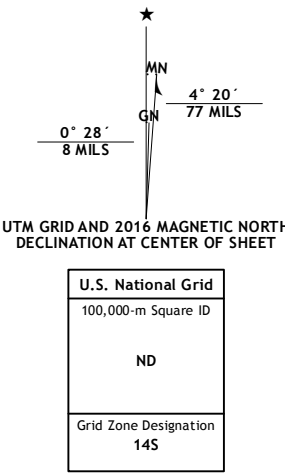 ★
MN
4° 20´
77 MILS
GN
0° 28´
8 MILS
UTM GRID AND 2016 MAGNETIC NORTH
DECLINATION AT CENTER OF SHEET
U.S. National Grid
100,000-m Square ID
ND
Grid Zone Designation
14S